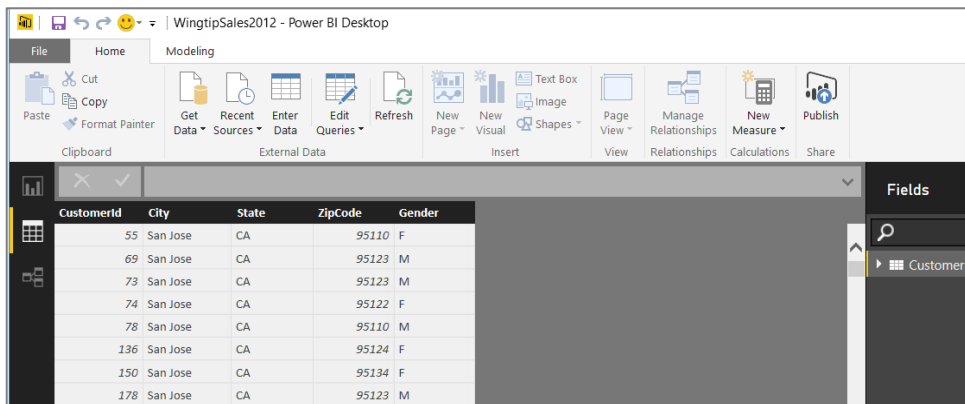 WingtipSales2012 - Power BI Desktop
File Home Modeling
Paste
Cut
Copy
Format Painter
Clipboard
Get Data
Recent Sources
Enter Data
Edit Queries
Refresh
External Data
New Page
New Visual
Text Box
Image
Shapes
Insert
Page View
View
Manage Relationships
Relationships
New Measure
Calculations
Publish
Share
Fields
Customer
CustomerId City State ZipCode Gender
55 San Jose CA 95110 F
69 San Jose CA 95123 M
73 San Jose CA 95123 M
74 San Jose CA 95122 F
78 San Jose CA 95110 M
136 San Jose CA 95124 F
150 San Jose CA 95134 F
178 San Jose CA 95123 M